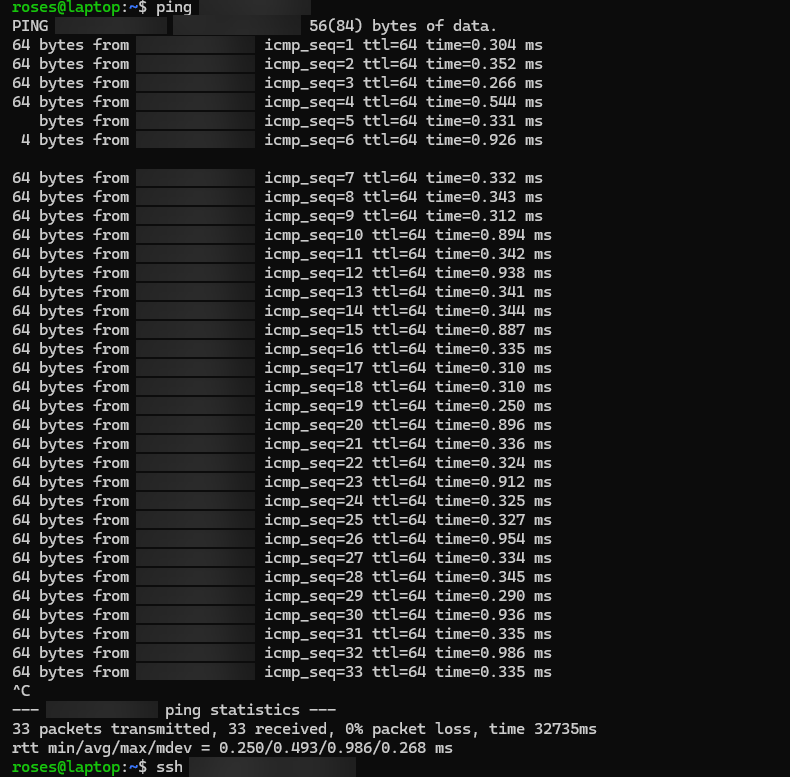 roses@laptop:~$ ping
PING 56(84) bytes of data.
64 bytes from icmp_seq=1 ttl=64 time=0.304 ms
64 bytes from icmp_seq=2 ttl=64 time=0.352 ms
64 bytes from icmp_seq=3 ttl=64 time=0.266 ms
64 bytes from icmp_seq=4 ttl=64 time=0.544 ms
bytes from icmp_seq=5 ttl=64 time=0.331 ms
4 bytes from icmp_seq=6 ttl=64 time=0.926 ms
64 bytes from icmp_seq=7 ttl=64 time=0.332 ms
64 bytes from icmp_seq=8 ttl=64 time=0.343 ms
64 bytes from icmp_seq=9 ttl=64 time=0.312 ms
64 bytes from icmp_seq=10 ttl=64 time=0.894 ms
64 bytes from icmp_seq=11 ttl=64 time=0.342 ms
64 bytes from icmp_seq=12 ttl=64 time=0.938 ms
64 bytes from icmp_seq=13 ttl=64 time=0.341 ms
64 bytes from icmp_seq=14 ttl=64 time=0.344 ms
64 bytes from icmp_seq=15 ttl=64 time=0.887 ms
64 bytes from icmp_seq=16 ttl=64 time=0.335 ms
64 bytes from icmp_seq=17 ttl=64 time=0.310 ms
64 bytes from icmp_seq=18 ttl=64 time=0.310 ms
64 bytes from icmp_seq=19 ttl=64 time=0.250 ms
64 bytes from icmp_seq=20 ttl=64 time=0.896 ms
64 bytes from icmp_seq=21 ttl=64 time=0.336 ms
64 bytes from icmp_seq=22 ttl=64 time=0.324 ms
64 bytes from icmp_seq=23 ttl=64 time=0.912 ms
64 bytes from icmp_seq=24 ttl=64 time=0.325 ms
64 bytes from icmp_seq=25 ttl=64 time=0.327 ms
64 bytes from icmp_seq=26 ttl=64 time=0.954 ms
64 bytes from icmp_seq=27 ttl=64 time=0.334 ms
64 bytes from icmp_seq=28 ttl=64 time=0.345 ms
64 bytes from icmp_seq=29 ttl=64 time=0.290 ms
64 bytes from icmp_seq=30 ttl=64 time=0.936 ms
64 bytes from icmp_seq=31 ttl=64 time=0.335 ms
64 bytes from icmp_seq=32 ttl=64 time=0.986 ms
64 bytes from icmp_seq=33 ttl=64 time=0.335 ms
^C
--- ping statistics ---
33 packets transmitted, 33 received, 0% packet loss, time 32735ms
rtt min/avg/max/mdev = 0.250/0.493/0.986/0.268 ms
roses@laptop:~$ ssh